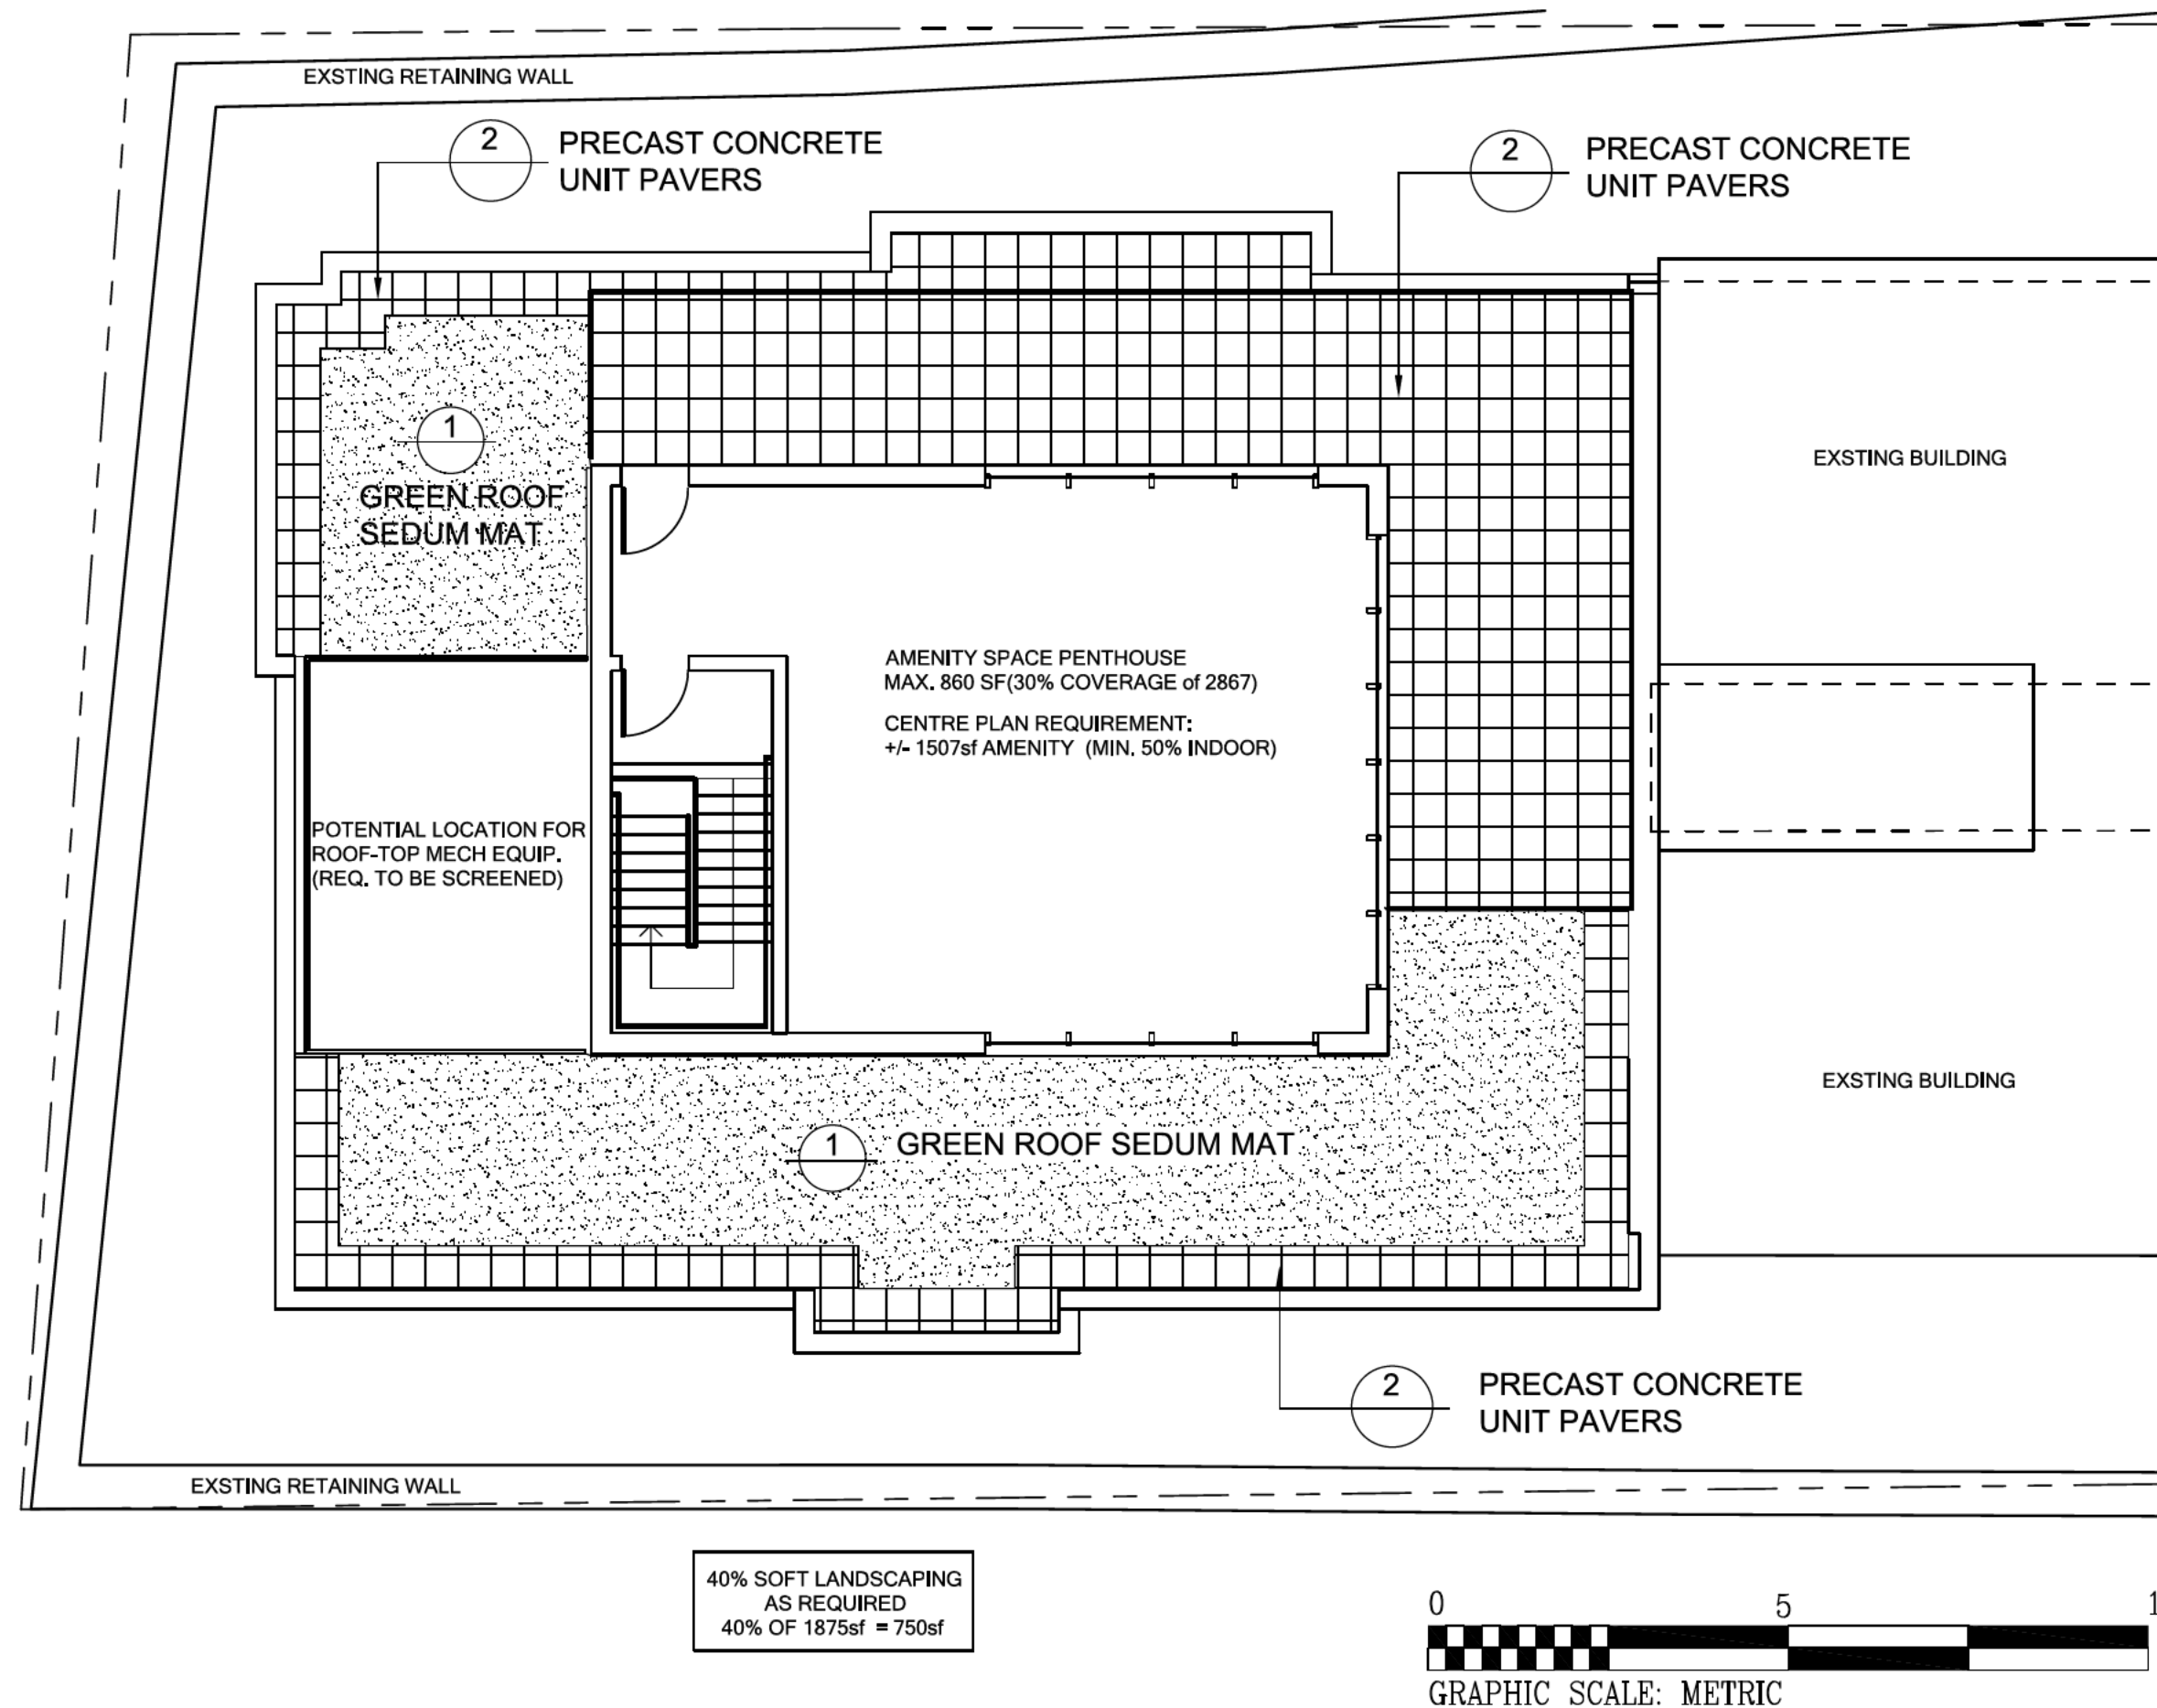 EXSTING RETAINING WALL
2
PRECAST CONCRETE
UNIT PAVERS
2
PRECAST CONCRETE
UNIT PAVERS
1
GREEN ROOF
SEDUM MAT
EXSTING BUILDING
AMENITY SPACE PENTHOUSE
MAX. 860 SF(30% COVERAGE of 2867)
CENTRE PLAN REQUIREMENT:
+/- 1507sf AMENITY (MIN. 50% INDOOR)
POTENTIAL LOCATION FOR
ROOF-TOP MECH EQUIP.
(REQ. TO BE SCREENED)
EXSTING BUILDING
1
GREEN ROOF SEDUM MAT
2
PRECAST CONCRETE
UNIT PAVERS
EXSTING RETAINING WALL
40% SOFT LANDSCAPING
AS REQUIRED
40% OF 1875sf = 750sf
0 5 1
GRAPHIC SCALE: METRIC